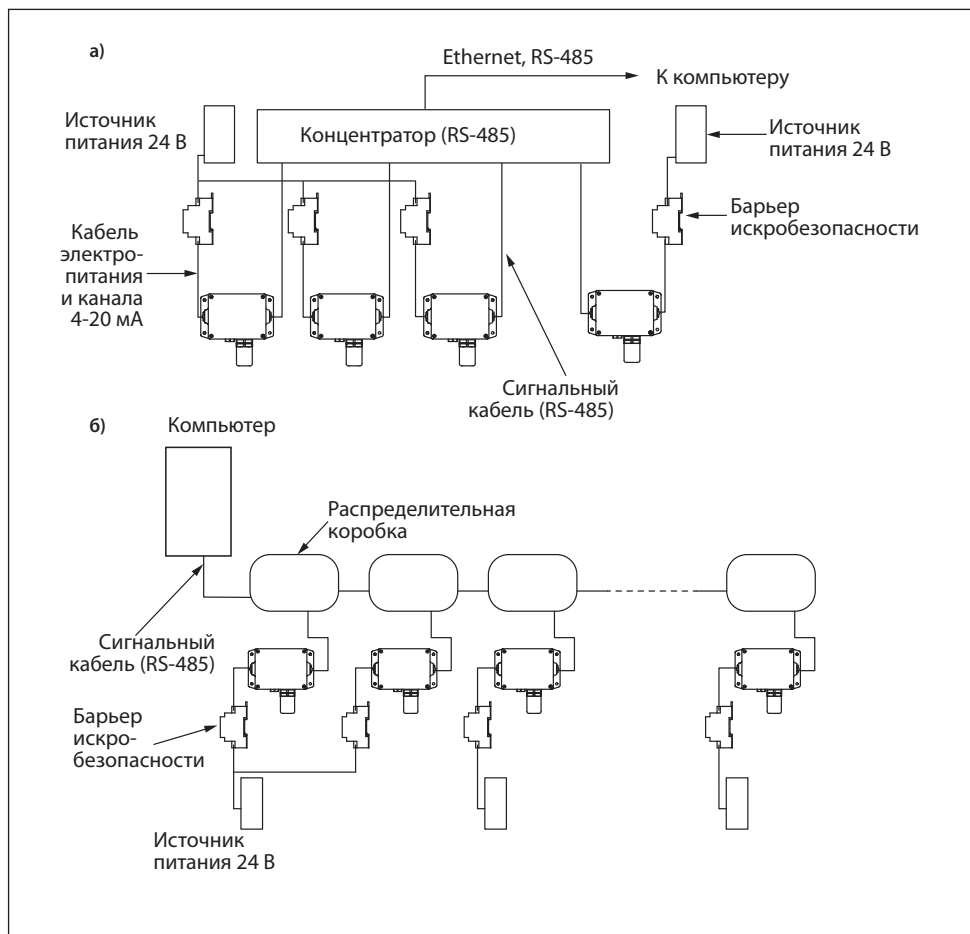 а)
Ethernet, RS-485
К компьютеру
Источник
питания 24 В
Концентратор (RS-485)
Источник
питания 24 В
Барьер
искробезопасности
Кабель
электро-
питания
и канала
4-20 мА
Сигнальный
кабель (RS-485)
б)
Компьютер
Распределительная
коробка
Сигнальный
кабель (RS-485)
Барьер
искро-
безопасности
Источник
питания 24 В